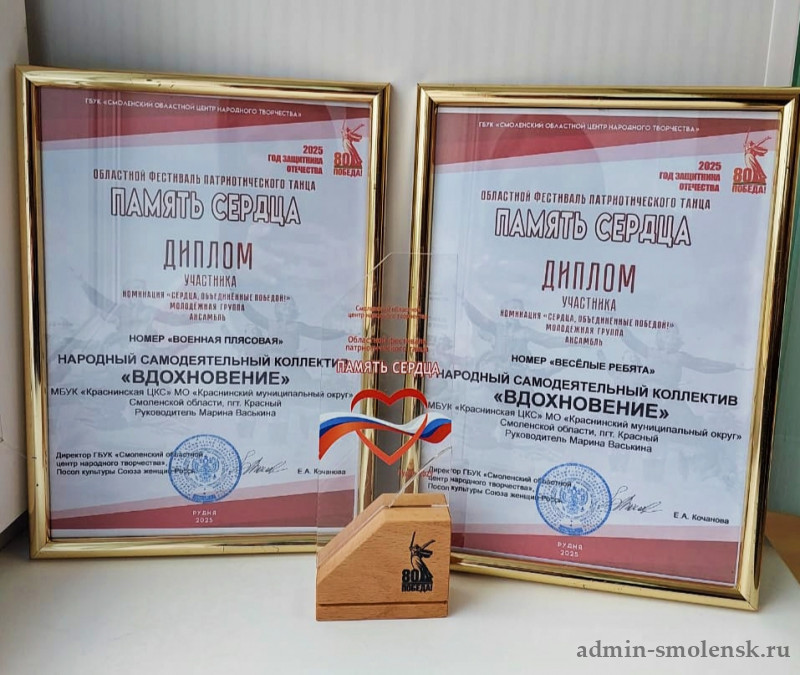 ГБУК «СМОЛЕНСКИЙ ОБЛАСТНОЙ ЦЕНТР НАРОДНОГО ТВОРЧЕСТВА»
2025
ГОД ЗАЩИТНИКА
ОТЕЧЕСТВА
80
ПОБЕДА!
ОБЛАСТНОЙ ФЕСТИВАЛЬ ПАТРИОТИЧЕСКОГО ТАНЦА
ПАМЯТЬ СЕРДЦА
ДИПЛОМ
УЧАСТНИКА
НОМИНАЦИЯ «СЕРДЦА, ОБЪЕДИНЁННЫЕ ПОБЕДОЙ!»
МОЛОДЁЖНАЯ ГРУППА
АНСАМБЛЬ
НОМЕР «ВОЕННАЯ ПЛЯСОВАЯ»
НАРОДНЫЙ САМОДЕЯТЕЛЬНЫЙ КОЛЛЕКТИВ
«ВДОХНОВЕНИЕ»
МБУК «Краснинская ЦКС» МО «Краснинский муниципальный округ»
Смоленской области, пгт. Красный
Руководитель Марина Васькина
Директор ГБУК «Смоленский областной
центр народного творчества»,
Посол культуры Союза женщин
Е.А. Кочанова
РУДНЯ
2025
ГБУК «СМОЛЕНСКИЙ ОБЛАСТНОЙ ЦЕНТР НАРОДНОГО ТВОРЧЕСТВА»
2025
ГОД ЗАЩИТНИКА
ОТЕЧЕСТВА
80
ПОБЕДА!
ОБЛАСТНОЙ ФЕСТИВАЛЬ ПАТРИОТИЧЕСКОГО ТАНЦА
ПАМЯТЬ СЕРДЦА
ДИПЛОМ
УЧАСТНИКА
НОМИНАЦИЯ «СЕРДЦА, ОБЪЕДИНЁННЫЕ ПОБЕДОЙ!»
МОЛОДЁЖНАЯ ГРУППА
АНСАМБЛЬ
НОМЕР «ВЕСЁЛЫЕ РЕБЯТА»
НАРОДНЫЙ САМОДЕЯТЕЛЬНЫЙ КОЛЛЕКТИВ
«ВДОХНОВЕНИЕ»
МБУК «Краснинская ЦКС» МО «Краснинский муниципальный округ»
Смоленской области, пгт. Красный
Руководитель Марина Васькина
Директор ГБУК «Смоленский областной
центр народного творчества»,
Посол культуры Союза женщин
Е.А. Кочанова
РУДНЯ
2025
ПАМЯТЬ СЕРДЦА
80
ПОБЕДА!
admin-smolensk.ru